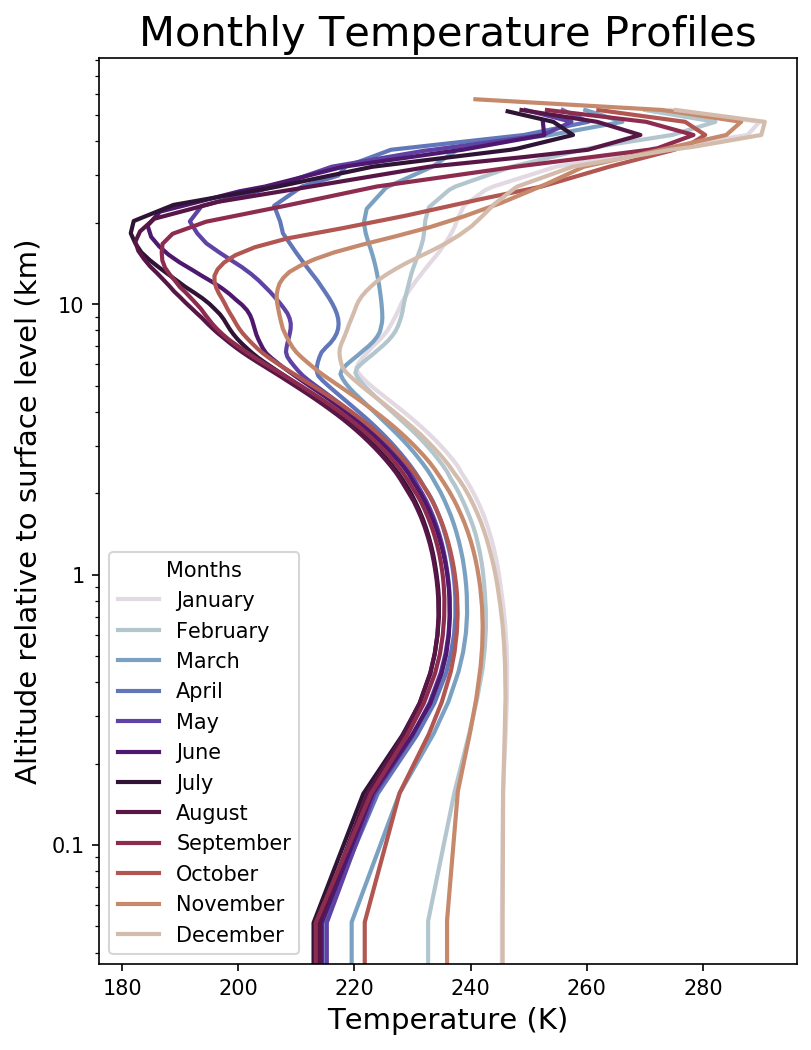 Monthly Temperature Profiles
Altitude relative to surface level (km)
10
1
0.1
Months
January
February
March
April
May
June
July
August
September
October
November
December
180 200 220 240 260 280
Temperature (K)